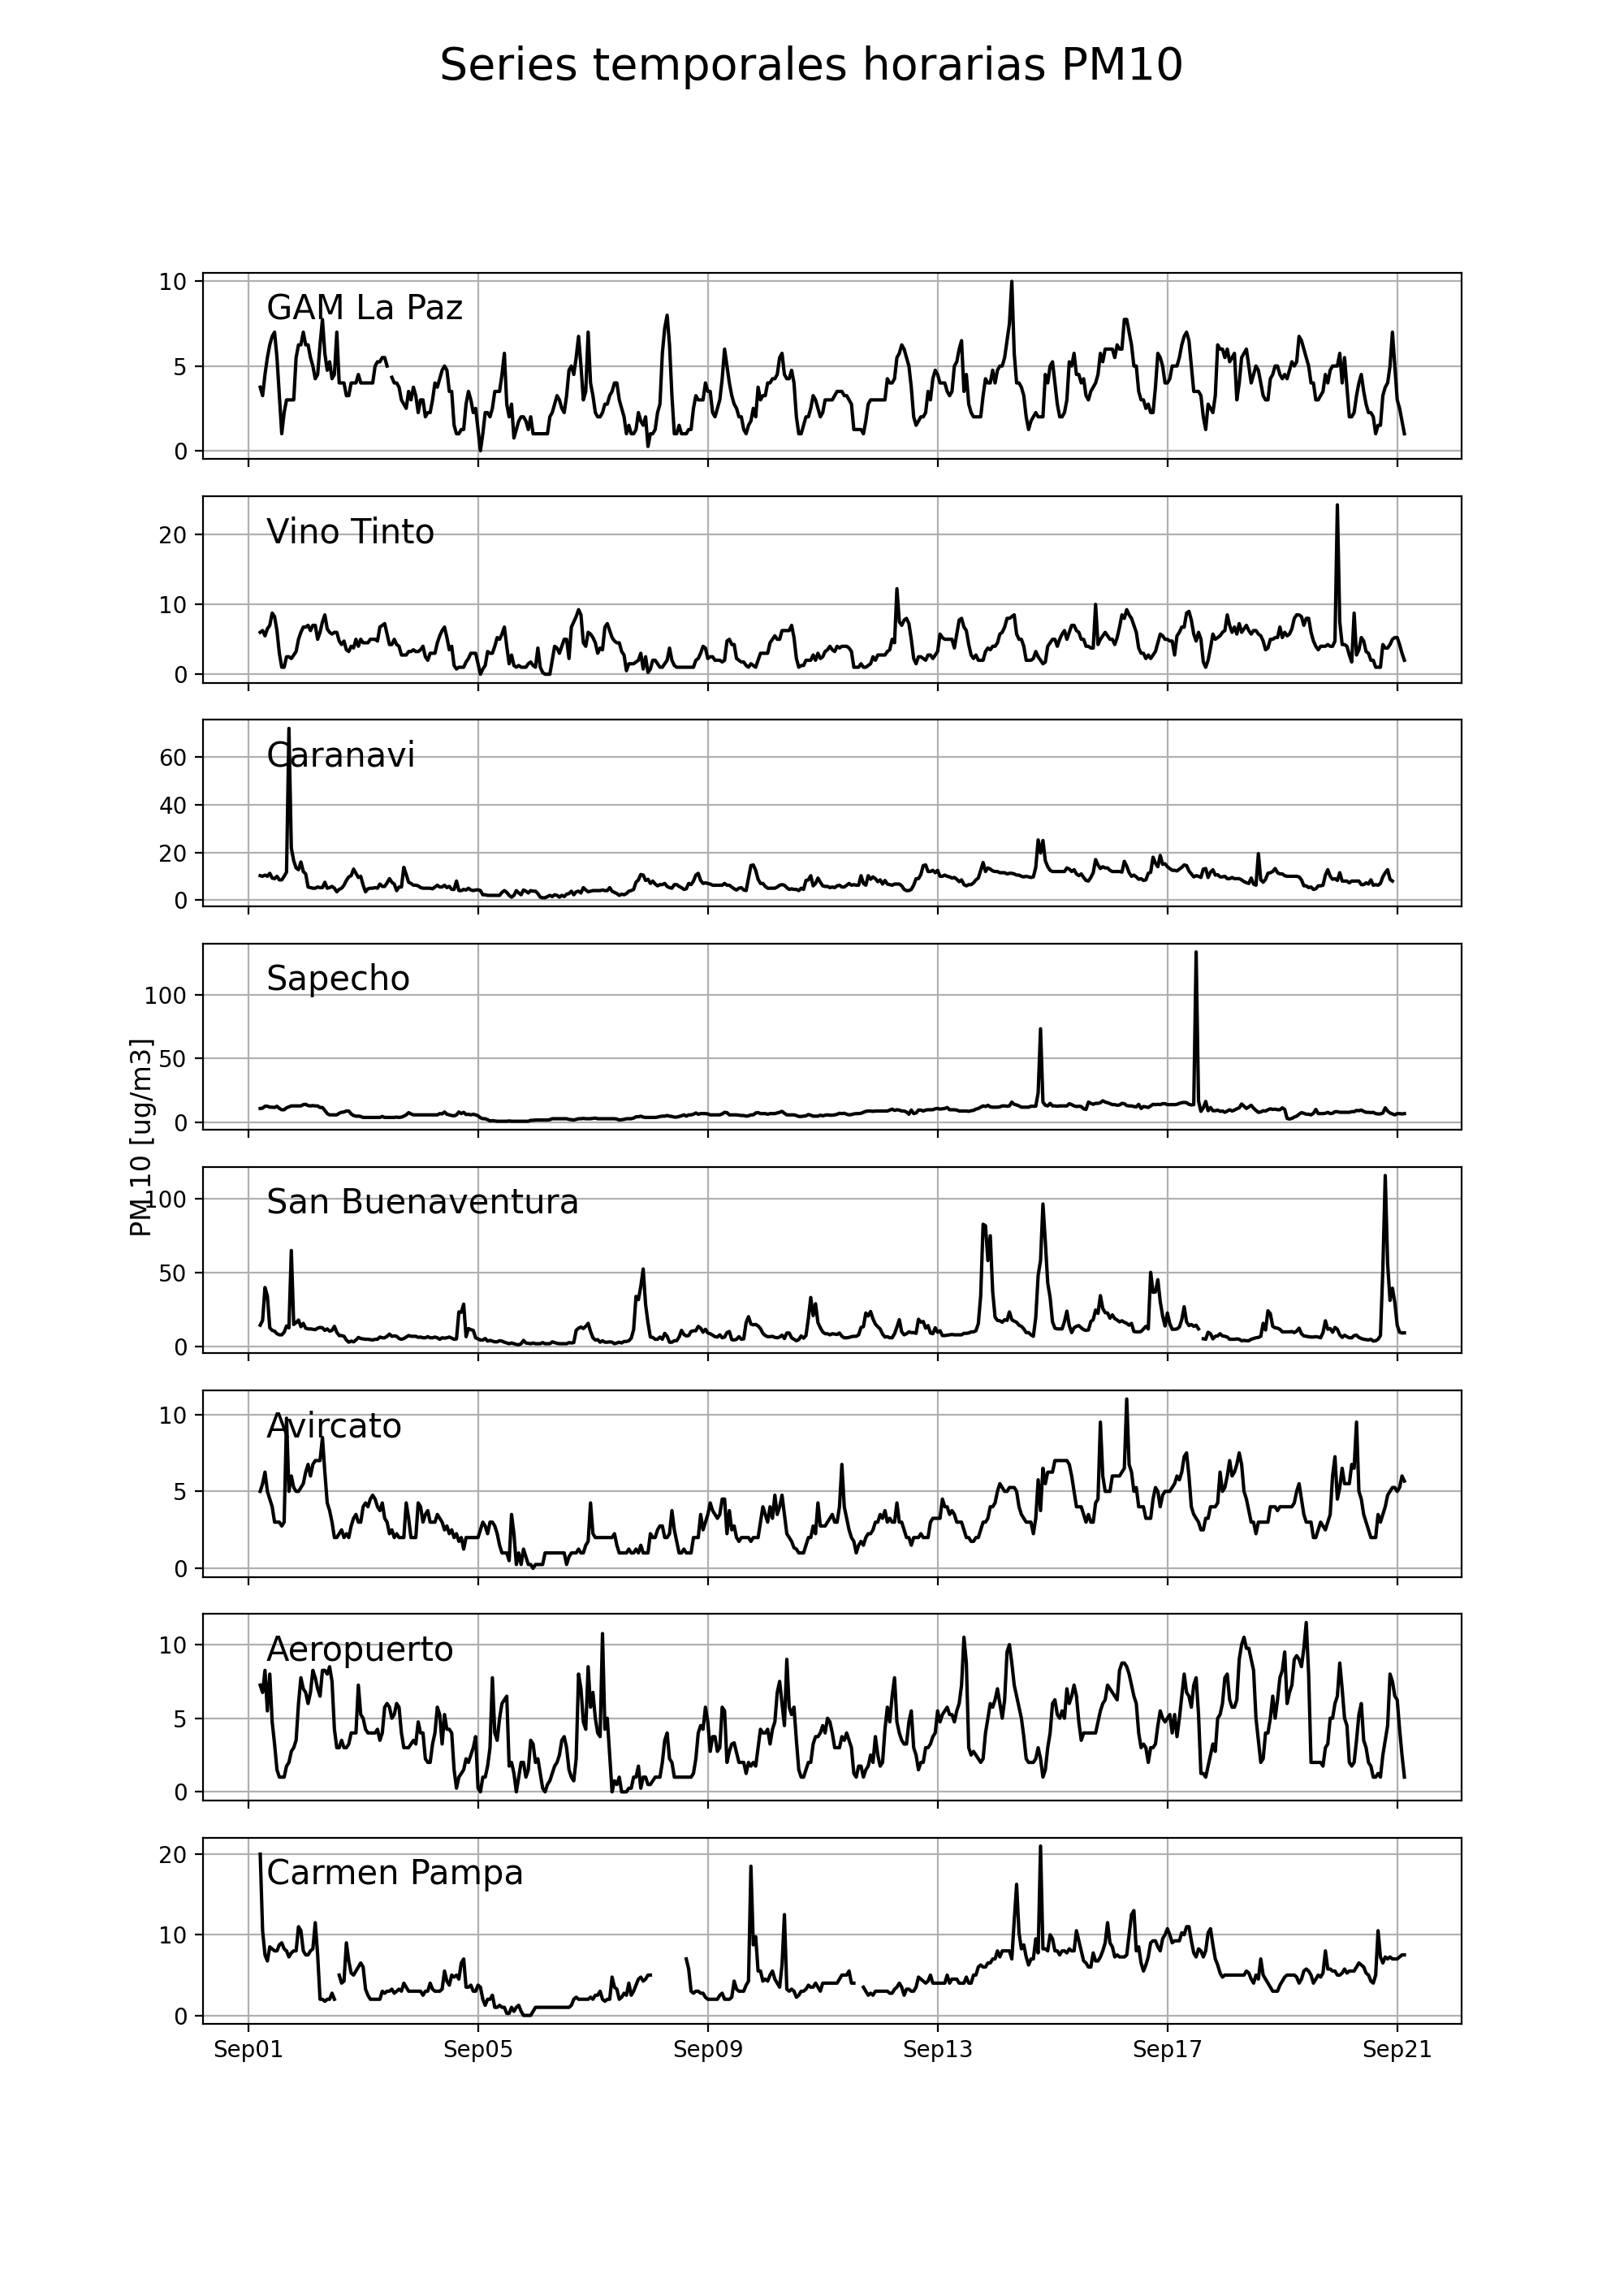 Series temporales horarias PM10
10
GAM La Paz
5
0
Vino Tinto
20
10
0
Caranavi
60
40
20
0
Sapecho
100
50
0
PM 10 [ug/m3]
San Buenaventura
100
50
0
Avircato
10
5
0
Aeropuerto
10
5
0
20
Carmen Pampa
10
0
Sep01 Sep05 Sep09 Sep13 Sep17 Sep21